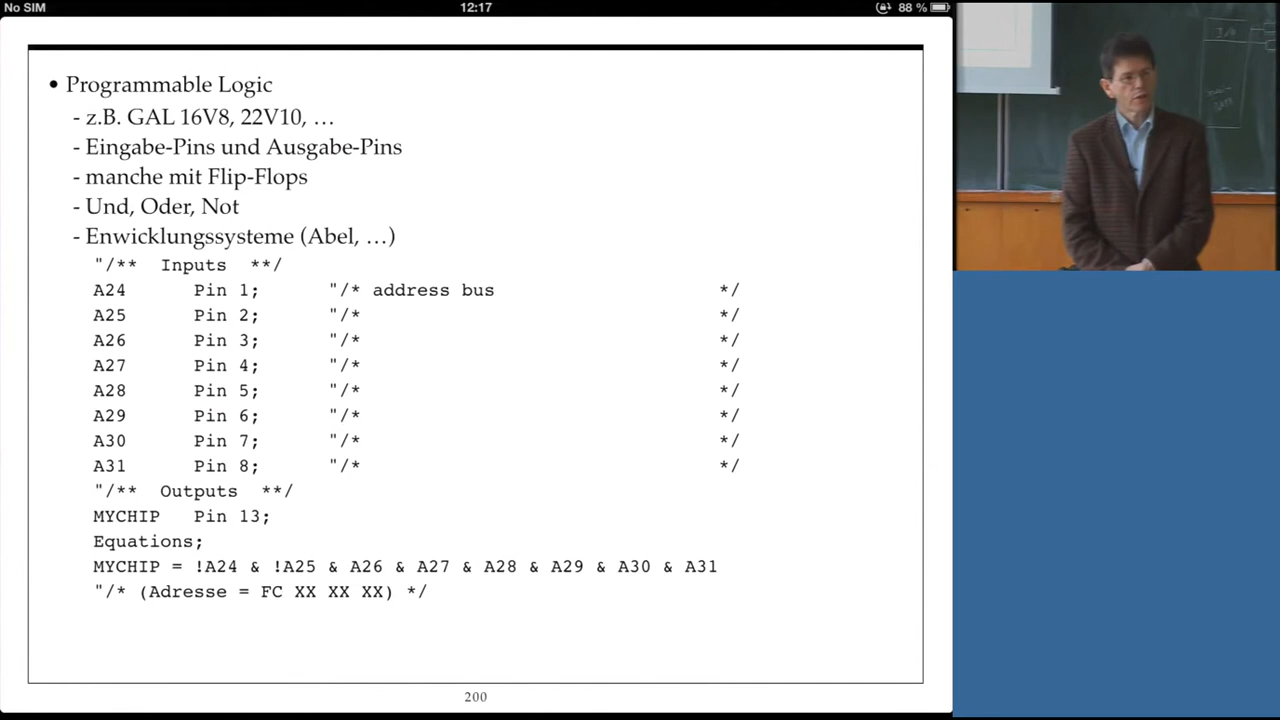 No SIM 12:17 88 %
• Programmable Logic
- z.B. GAL 16V8, 22V10, …
- Eingabe-Pins und Ausgabe-Pins
- manche mit Flip-Flops
- Und, Oder, Not
- Enwicklungssysteme (Abel, …)
"/** Inputs **/
A24 Pin 1; "/* address bus */
A25 Pin 2; "/* */
A26 Pin 3; "/* */
A27 Pin 4; "/* */
A28 Pin 5; "/* */
A29 Pin 6; "/* */
A30 Pin 7; "/* */
A31 Pin 8; "/* */
"/** Outputs **/
MYCHIP Pin 13;
Equations;
MYCHIP = !A24 & !A25 & A26 & A27 & A28 & A29 & A30 & A31
"/* (Adresse = FC XX XX XX) */
200